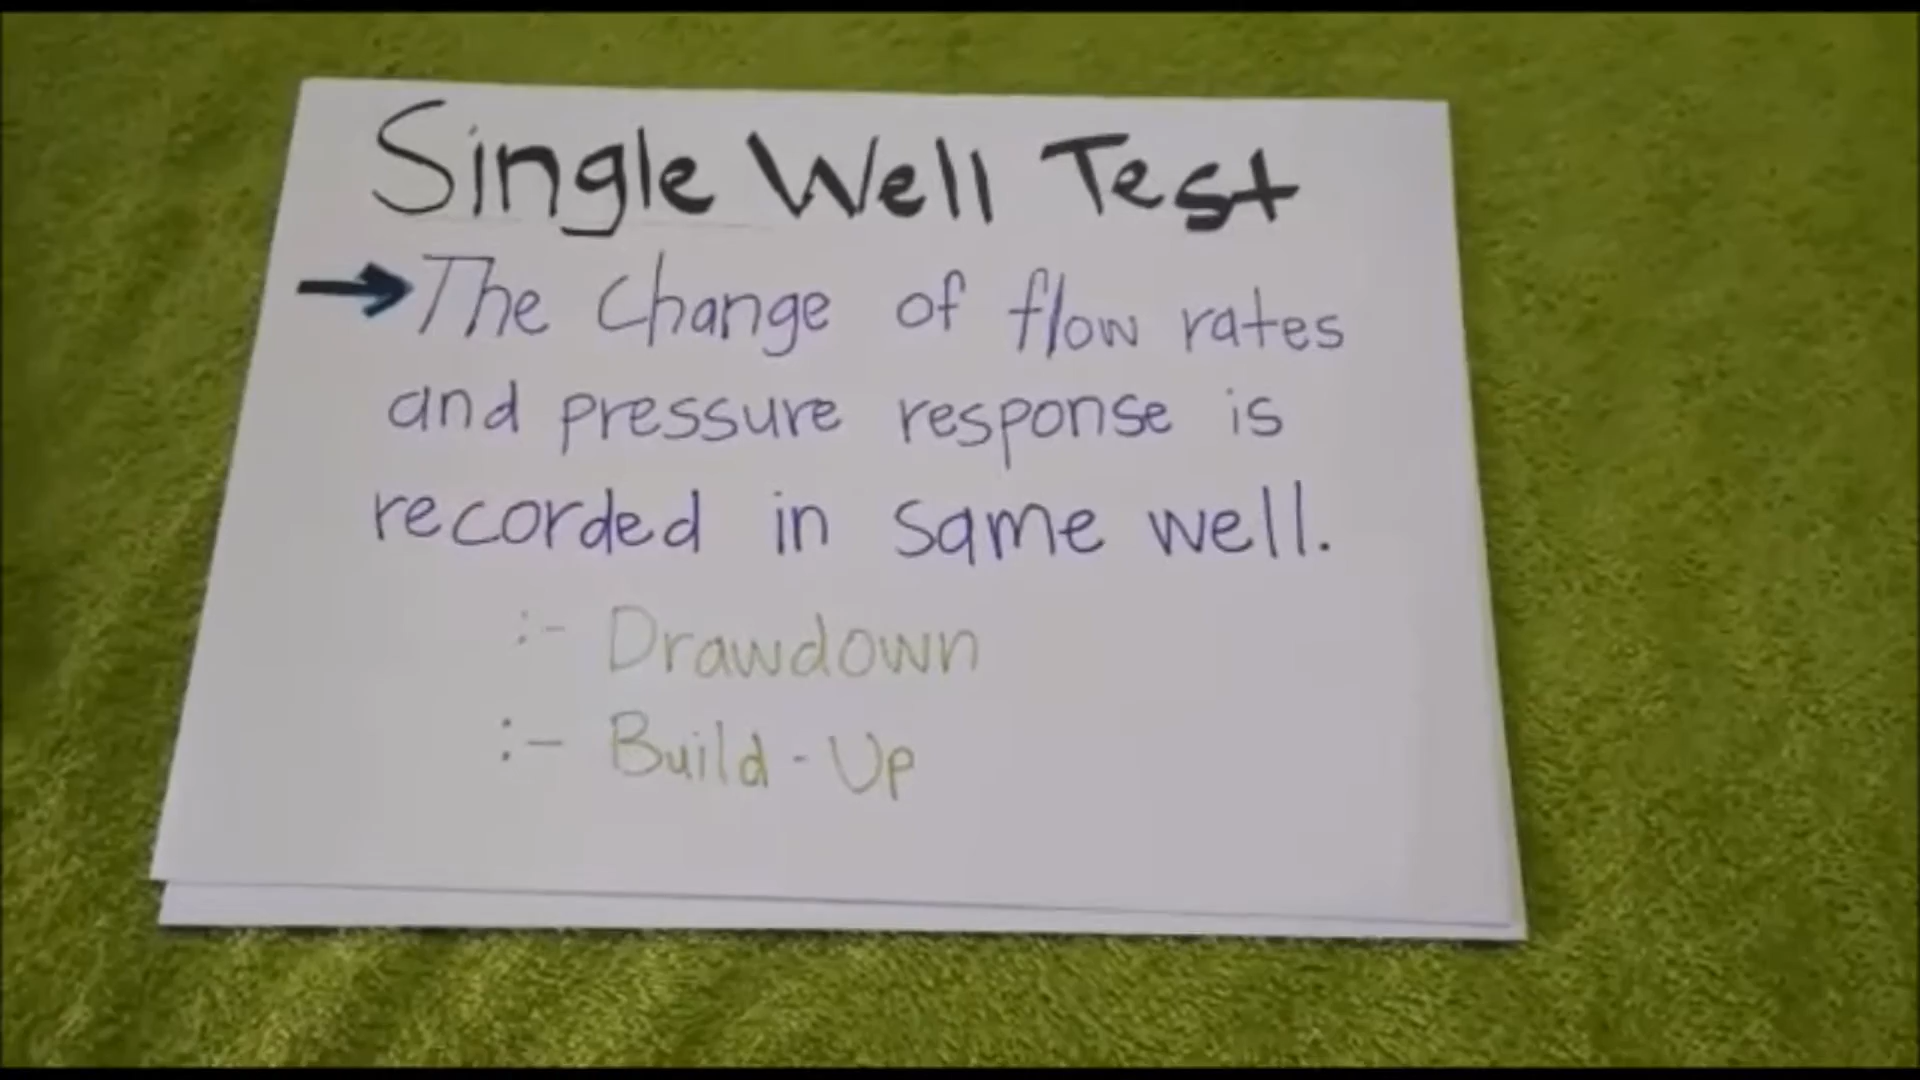 Single Well Test
→ The Change of flow rates
and pressure response is
recorded in same well.
:- Drawdown
:- Build-Up